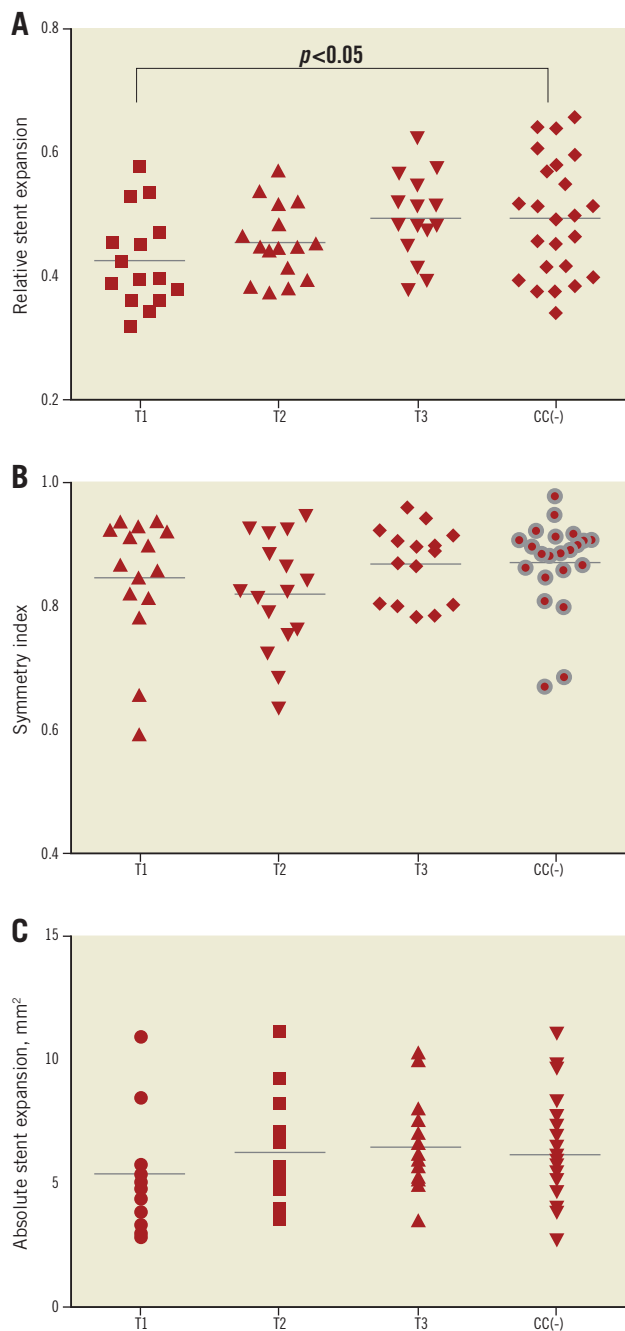 A
0.8
p<0.05
0.6
Relative stent expansion
0.4
0.2
T1 T2 T3 CC(-)
B
1.0
0.8
Symmetry index
0.6
0.4
T1 T2 T3 CC(-)
C
15
10
Absolute stent expansion, mm²
5
0
T1 T2 T3 CC(-)